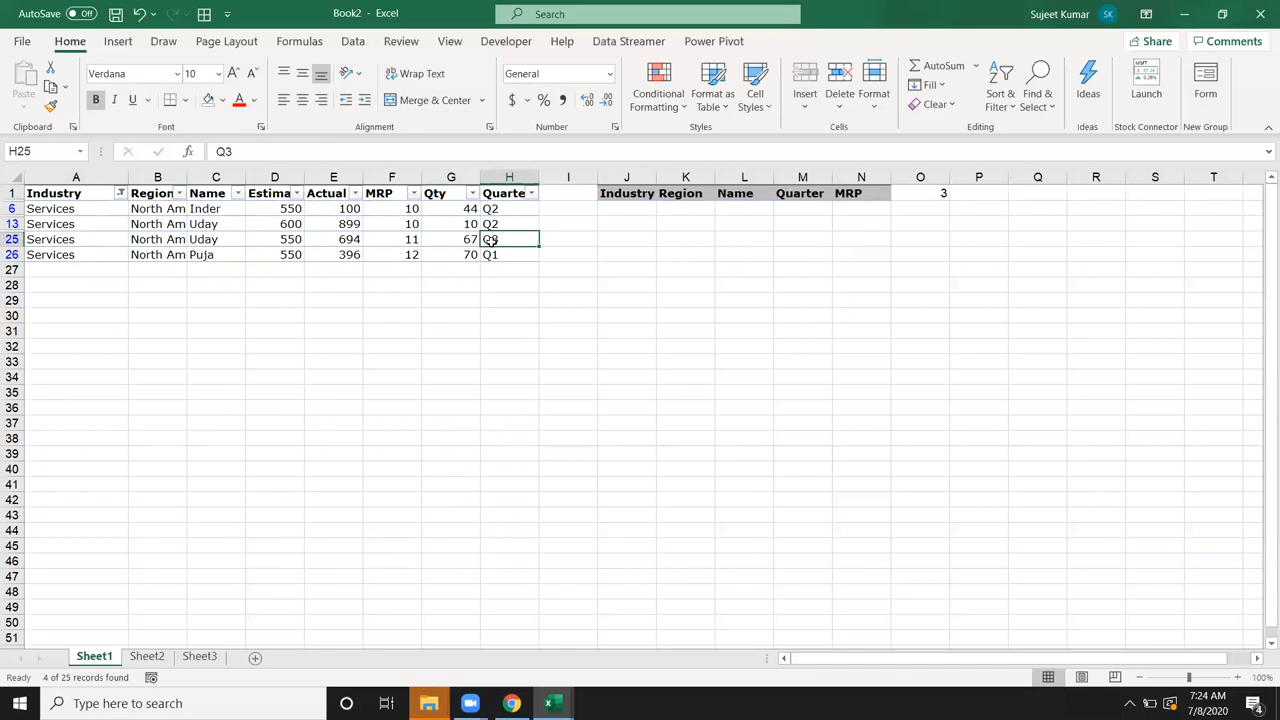 AutoSave Off Book2 - Excel Search Sujeet Kumar SK
File Home Insert Draw Page Layout Formulas Data Review View Developer Help Data Streamer Power Pivot Share Comments
Verdana 10 Wrap Text General AutoSum
Fill
Paste B I U A Merge & Center $ % Conditional Formatting Format as Table Cell Styles Insert Delete Format Clear Sort & Filter Find & Select Ideas Launch Form
Clipboard Font Alignment Number Styles Cells Editing Ideas Stock Connector New Group
H25 fx Q3
A B C D E F G H I J K L M N O P Q R S T
1 Industry Region Name Estima Actual MRP Qty Quarte Industry Region Name Quarter MRP 3
6 Services North Am Inder 550 100 10 44 Q2
13 Services North Am Uday 600 899 10 10 Q2
25 Services North Am Uday 550 694 11 67 Q3
26 Services North Am Puja 550 396 12 70 Q1
27
28
29
30
31
32
33
34
35
36
37
38
39
40
41
42
43
44
45
46
47
48
49
50
51
Sheet1 Sheet2 Sheet3
Ready 4 of 25 records found 100%
Type here to search 7:24 AM
7/8/2020